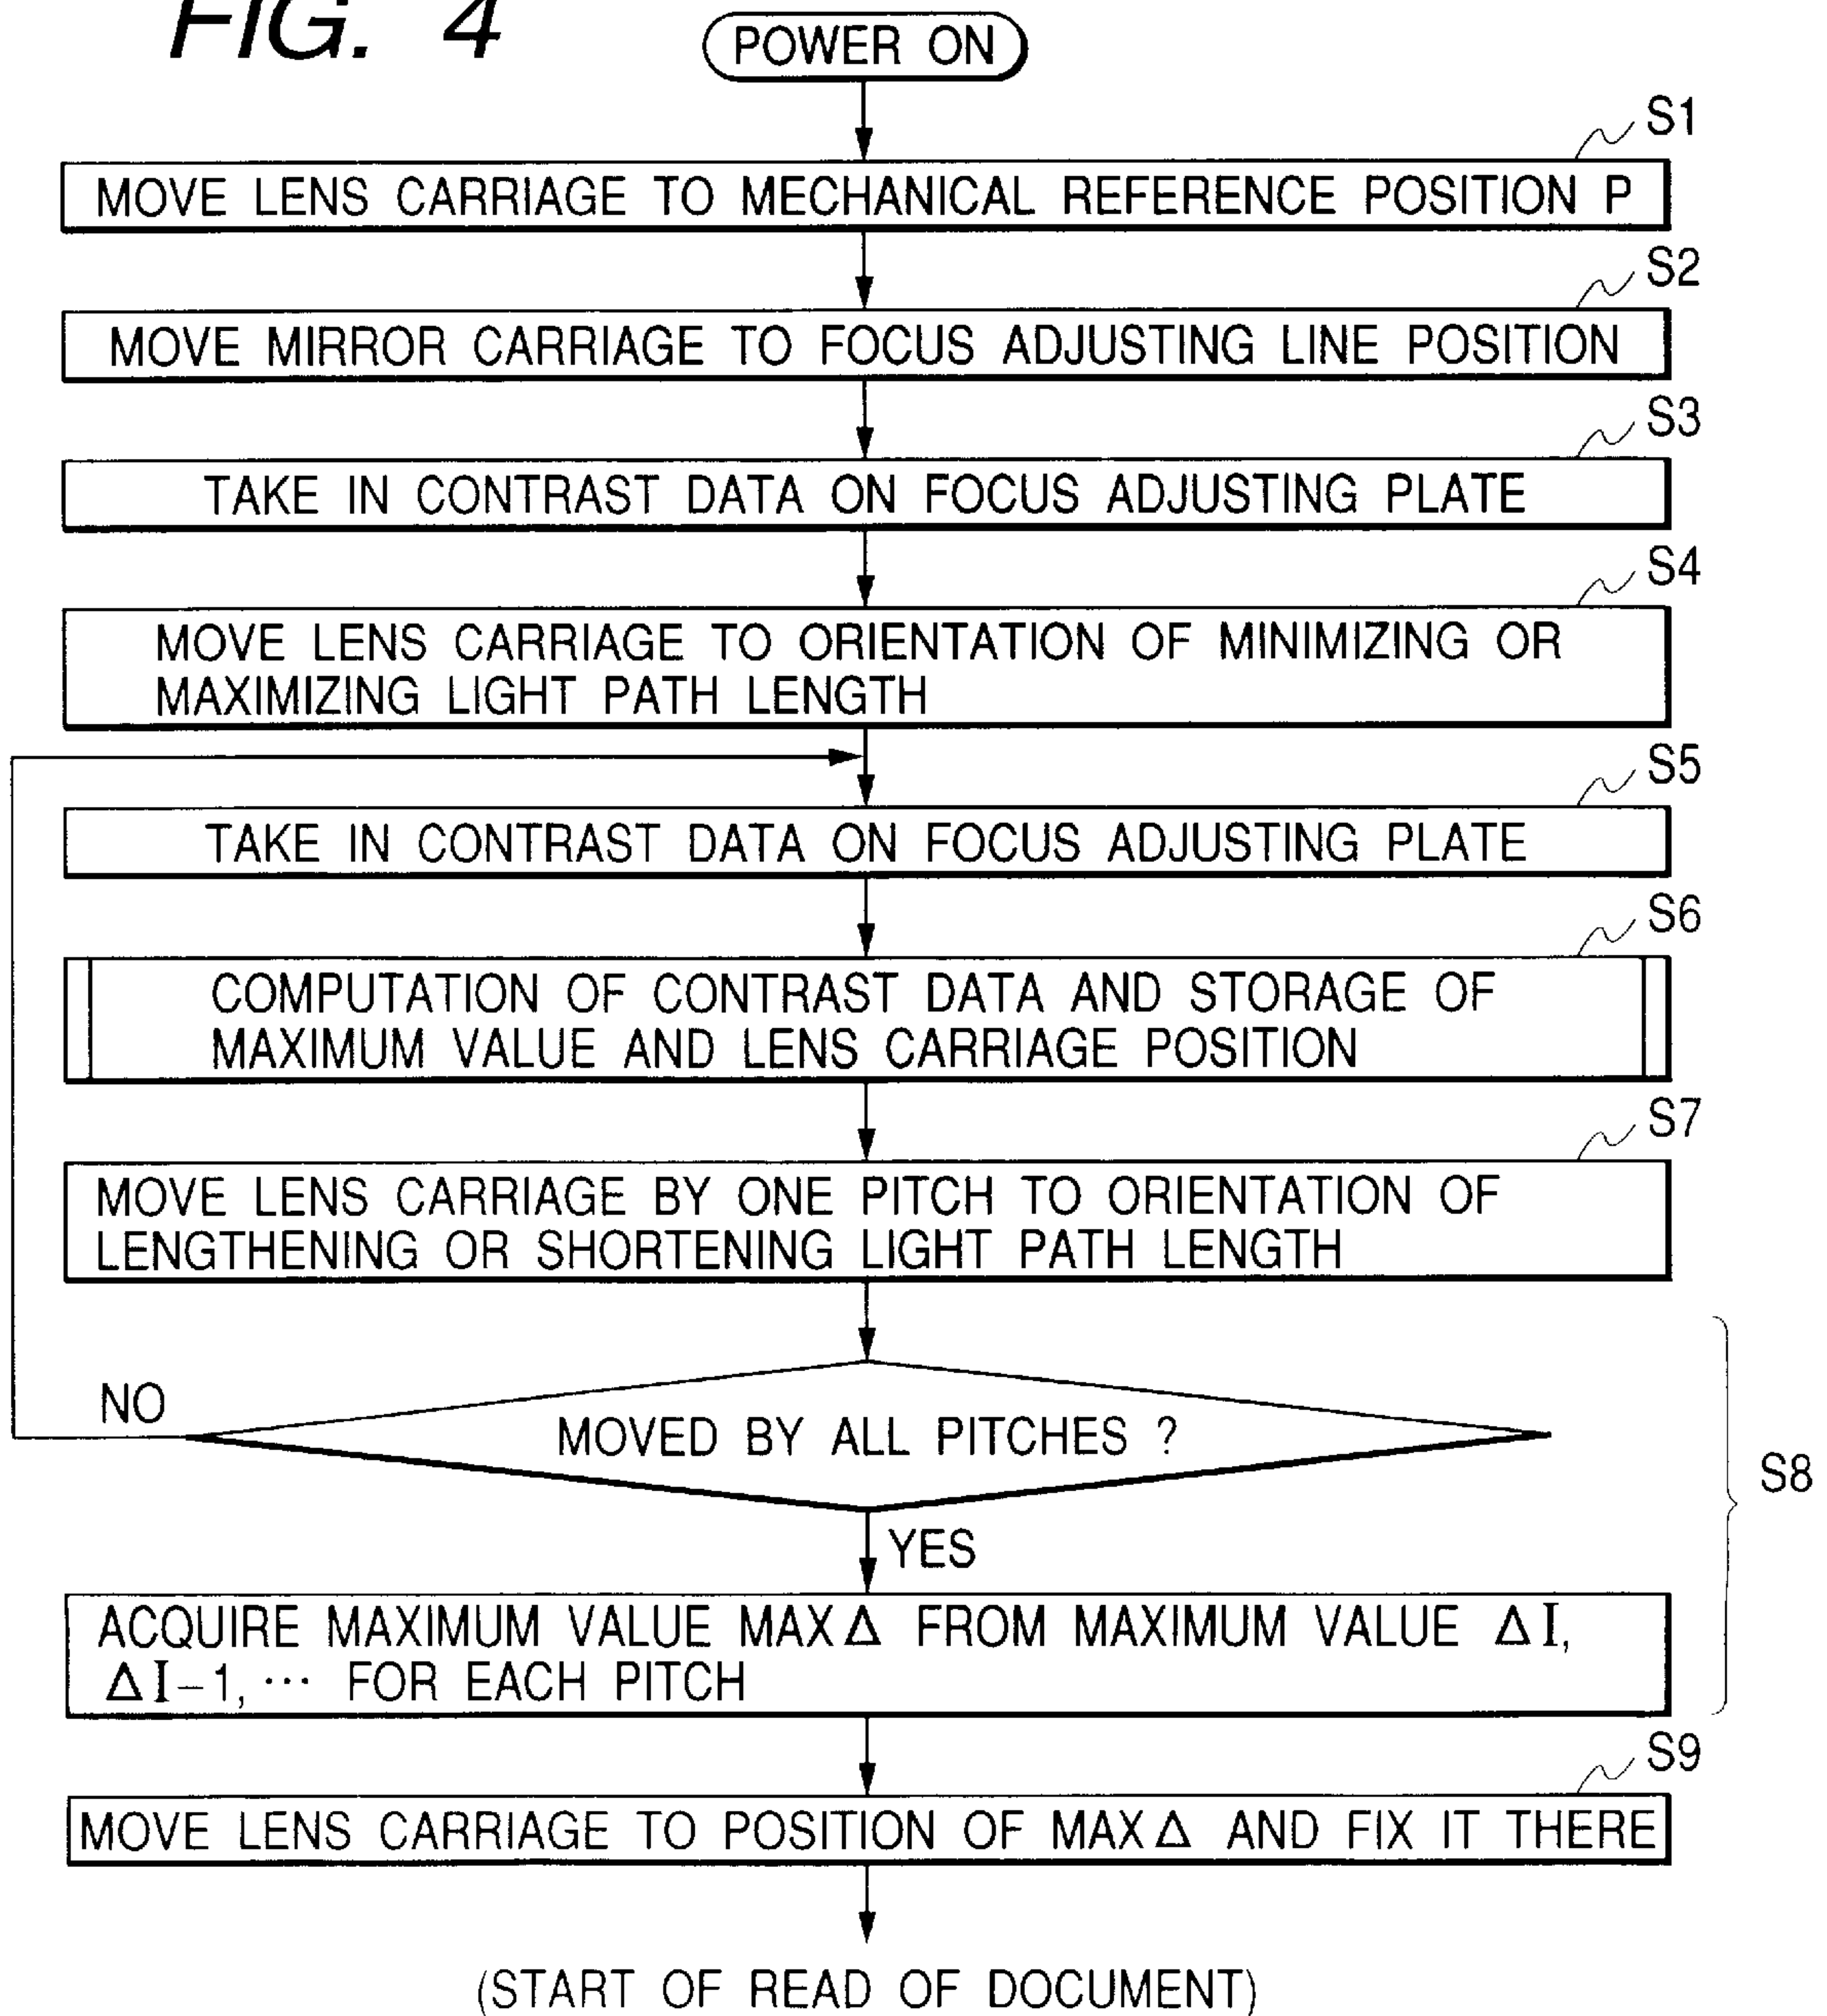 FIG. 4
POWER ON
S1
MOVE LENS CARRIAGE TO MECHANICAL REFERENCE POSITION P
S2
MOVE MIRROR CARRIAGE TO FOCUS ADJUSTING LINE POSITION
S3
TAKE IN CONTRAST DATA ON FOCUS ADJUSTING PLATE
S4
MOVE LENS CARRIAGE TO ORIENTATION OF MINIMIZING OR
MAXIMIZING LIGHT PATH LENGTH
S5
TAKE IN CONTRAST DATA ON FOCUS ADJUSTING PLATE
S6
COMPUTATION OF CONTRAST DATA AND STORAGE OF
MAXIMUM VALUE AND LENS CARRIAGE POSITION
S7
MOVE LENS CARRIAGE BY ONE PITCH TO ORIENTATION OF
LENGTHENING OR SHORTENING LIGHT PATH LENGTH
NO
MOVED BY ALL PITCHES ?
S8
YES
ACQUIRE MAXIMUM VALUE MAXΔ FROM MAXIMUM VALUE ΔI,
ΔI-1, ··· FOR EACH PITCH
S9
MOVE LENS CARRIAGE TO POSITION OF MAXΔ AND FIX IT THERE
(START OF READ OF DOCUMENT)